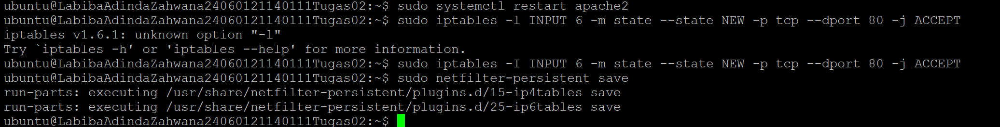 ubuntu@LabibaAdindaZahwana24060121140111Tugas02:~$ sudo systemctl restart apache2
ubuntu@LabibaAdindaZahwana24060121140111Tugas02:~$ sudo iptables -l INPUT 6 -m state --state NEW -p tcp --dport 80 -j ACCEPT
iptables v1.6.1: unknown option "-l"
Try `iptables -h' or 'iptables --help' for more information.
ubuntu@LabibaAdindaZahwana24060121140111Tugas02:~$ sudo iptables -I INPUT 6 -m state --state NEW -p tcp --dport 80 -j ACCEPT
ubuntu@LabibaAdindaZahwana24060121140111Tugas02:~$ sudo netfilter-persistent save
run-parts: executing /usr/share/netfilter-persistent/plugins.d/15-ip4tables save
run-parts: executing /usr/share/netfilter-persistent/plugins.d/25-ip6tables save
ubuntu@LabibaAdindaZahwana24060121140111Tugas02:~$